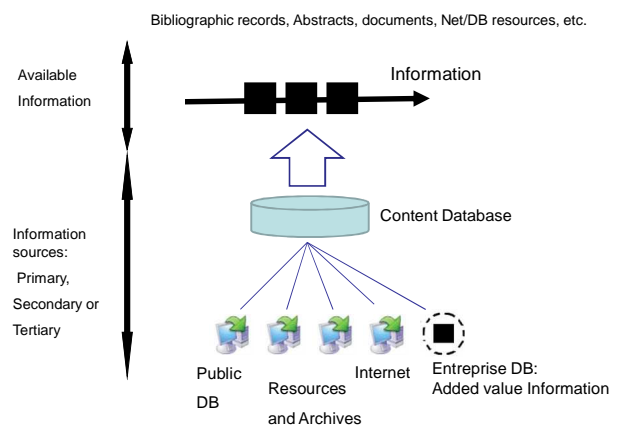 Bibliographic records, Abstracts, documents, Net/DB resources, etc.
Available
Information
Information
Content Database
Information
sources:
Primary,
Secondary or
Tertiary
Public
DB
Resources
and Archives
Internet
Entreprise DB:
Added value Information